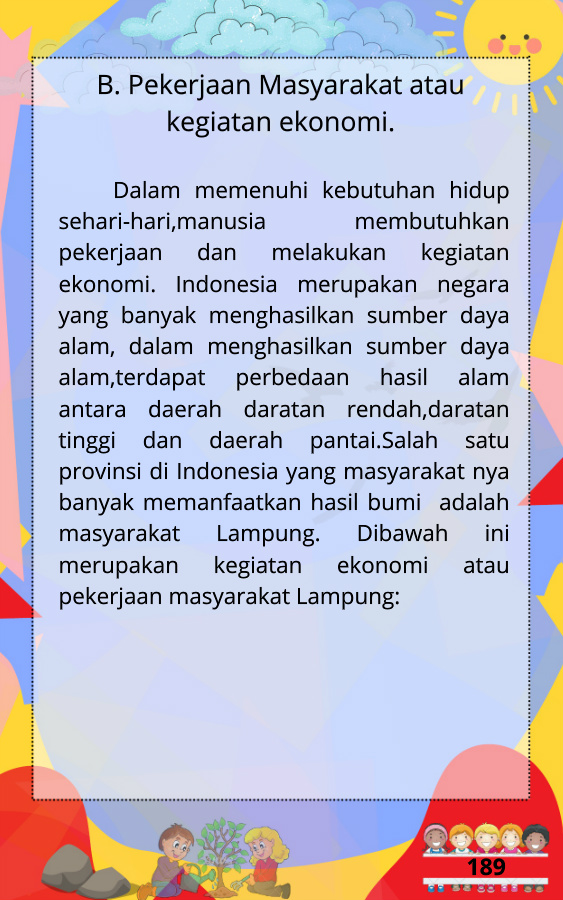 B. Pekerjaan Masyarakat atau
kegiatan ekonomi.
Dalam memenuhi kebutuhan hidup
sehari-hari,manusia membutuhkan
pekerjaan dan melakukan kegiatan
ekonomi. Indonesia merupakan negara
yang banyak menghasilkan sumber daya
alam, dalam menghasilkan sumber daya
alam,terdapat perbedaan hasil alam
antara daerah daratan rendah,daratan
tinggi dan daerah pantai.Salah satu
provinsi di Indonesia yang masyarakat nya
banyak memanfaatkan hasil bumi adalah
masyarakat Lampung. Dibawah ini
merupakan kegiatan ekonomi atau
pekerjaan masyarakat Lampung:
189